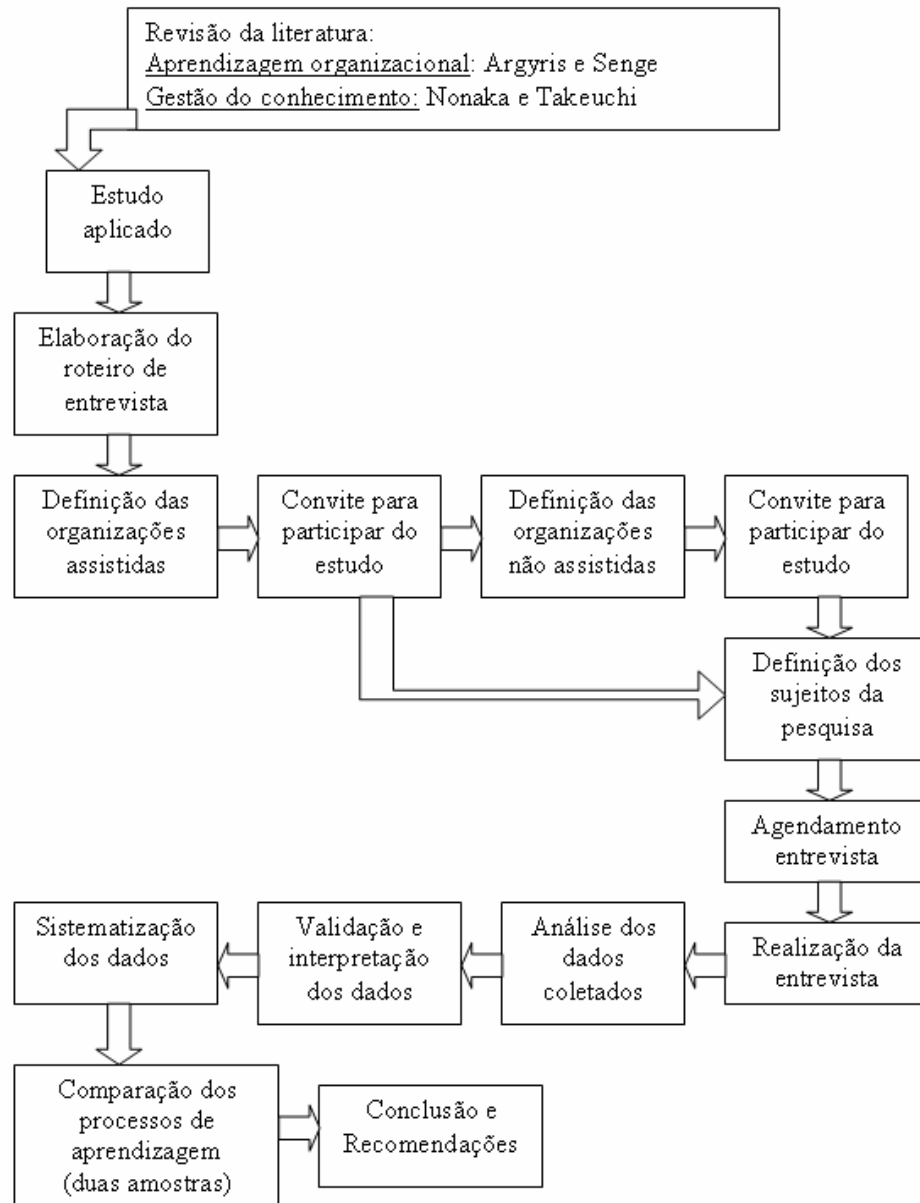 Revisão da literatura:
Aprendizagem organizacional: Argyris e Senge
Gestão do conhecimento: Nonaka e Takeuchi
Estudo
aplicado
Elaboração do
roteiro de
entrevista
Definição das
organizações
assistidas
Convite para
participar do
estudo
Definição das
organizações
não assistidas
Convite para
participar do
estudo
Definição dos
sujeitos da
pesquisa
Agendamento
entrevista
Realização da
entrevista
Análise dos
dados
coletados
Validação e
interpretação
dos dados
Sistematização
dos dados
Comparação dos
processos de
aprendizagem
(duas amostras)
Conclusão e
Recomendações